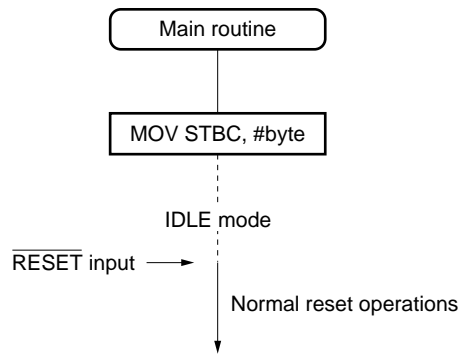 Main routine
MOV STBC, #byte
IDLE mode
RESET input
Normal reset operations